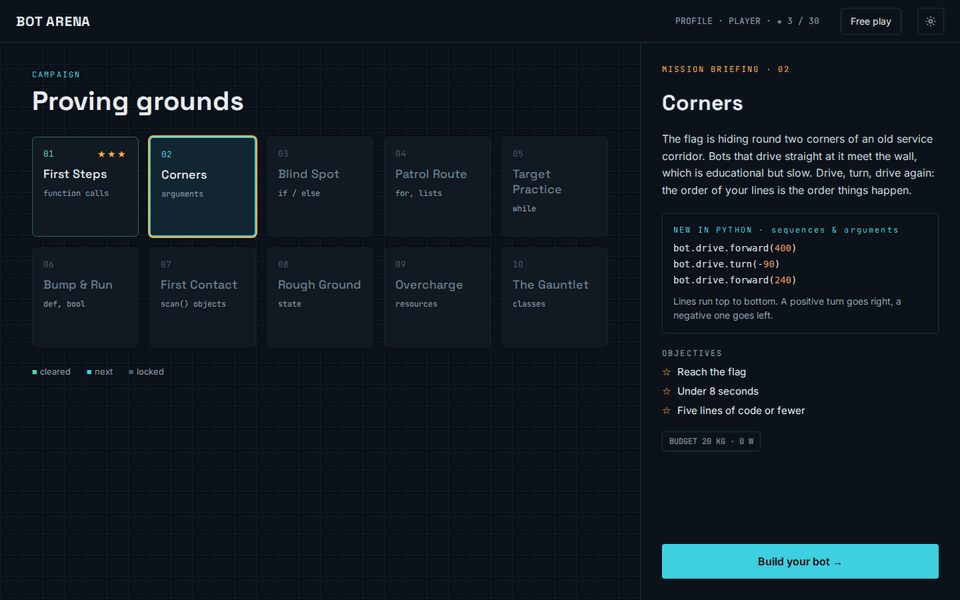 BOT ARENA
PROFILE · PLAYER · ★ 3 / 30
Free play
CAMPAIGN
Proving grounds
01 ★★★
First Steps
function calls
02
Corners
arguments
03
Blind Spot
if / else
04
Patrol Route
for, lists
05
Target
Practice
while
06
Bump & Run
def, bool
07
First Contact
scan() objects
08
Rough Ground
state
09
Overcharge
resources
10
The Gauntlet
classes
cleared
next
locked
MISSION BRIEFING · 02
Corners
The flag is hiding round two corners of an old service
corridor. Bots that drive straight at it meet the wall,
which is educational but slow. Drive, turn, drive again:
the order of your lines is the order things happen.
NEW IN PYTHON · sequences & arguments
bot.drive.forward(400)
bot.drive.turn(-90)
bot.drive.forward(240)
Lines run top to bottom. A positive turn goes right, a
negative one goes left.
OBJECTIVES
☆ Reach the flag
☆ Under 8 seconds
☆ Five lines of code or fewer
BUDGET 20 KG · 0 W
Build your bot →